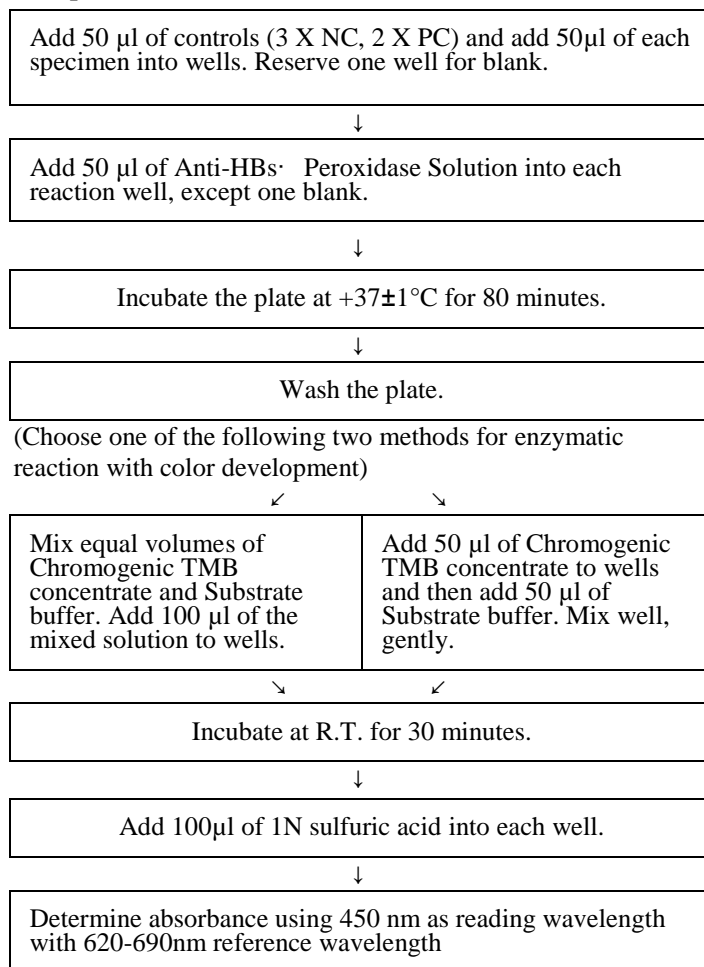 Add 50 µl of controls (3 X NC, 2 X PC) and add 50µl of each
specimen into wells. Reserve one well for blank.
↓
Add 50 µl of Anti-HBs· Peroxidase Solution into each
reaction well, except one blank.
↓
Incubate the plate at +37±1°C for 80 minutes.
↓
Wash the plate.
(Choose one of the following two methods for enzymatic
reaction with color development)
↙ ↘
Mix equal volumes of
Chromogenic TMB
concentrate and Substrate
buffer. Add 100 µl of the
mixed solution to wells.
Add 50 µl of Chromogenic
TMB concentrate to wells
and then add 50 µl of
Substrate buffer. Mix well,
gently.
↘ ↙
Incubate at R.T. for 30 minutes.
↓
Add 100µl of 1N sulfuric acid into each well.
↓
Determine absorbance using 450 nm as reading wavelength
with 620-690nm reference wavelength